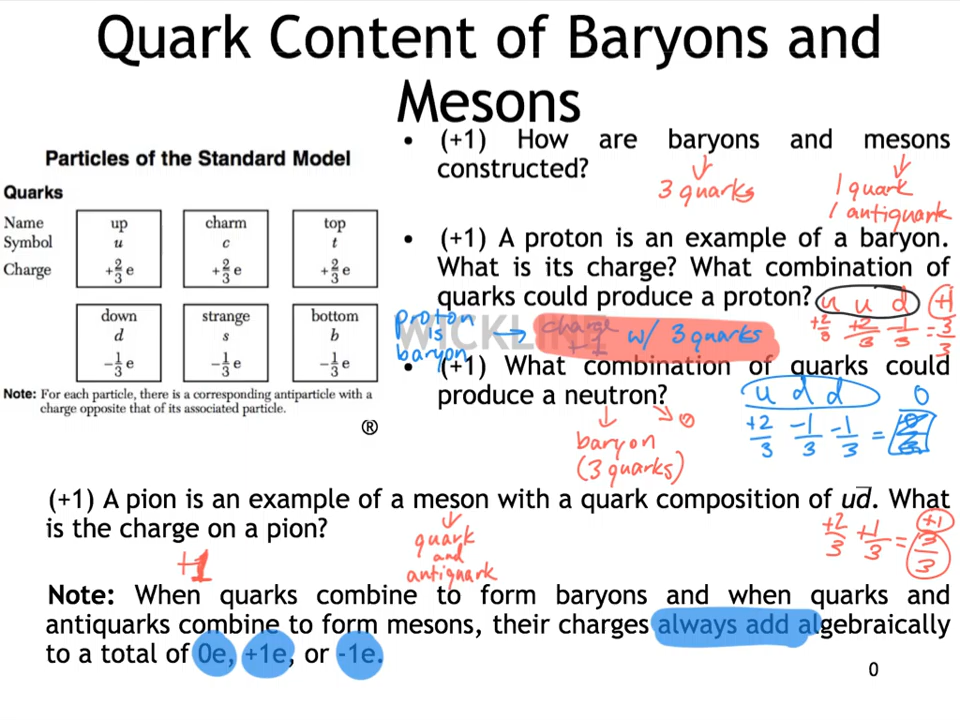 Quark Content of Baryons and
Mesons
Particles of the Standard Model
Quarks
Name up charm top
Symbol u c t
Charge +2/3 e +2/3 e +2/3 e
down strange bottom
d s b
-1/3 e -1/3 e -1/3 e
Note: For each particle, there is a corresponding antiparticle with a
charge opposite that of its associated particle.
®
• (+1) How are baryons and mesons
constructed?
3 quarks
1 quark
1 antiquark
• (+1) A proton is an example of a baryon.
What is its charge? What combination of
quarks could produce a proton? u u d +1
+2/3 +2/3 -1/3 = 3/3
proton
is
baryon
→ charge +1 w/ 3 quarks
WICKLINE
• (+1) What combination of quarks could
produce a neutron?
u d d 0
+2/3 -1/3 -1/3 =
0
baryon
(3 quarks)
(+1) A pion is an example of a meson with a quark composition of ud̅. What
is the charge on a pion?
+1
quark
and
antiquark
+2/3 +1/3 = 3/3
+1
Note: When quarks combine to form baryons and when quarks and
antiquarks combine to form mesons, their charges always add algebraically
to a total of 0e, +1e, or -1e.
0